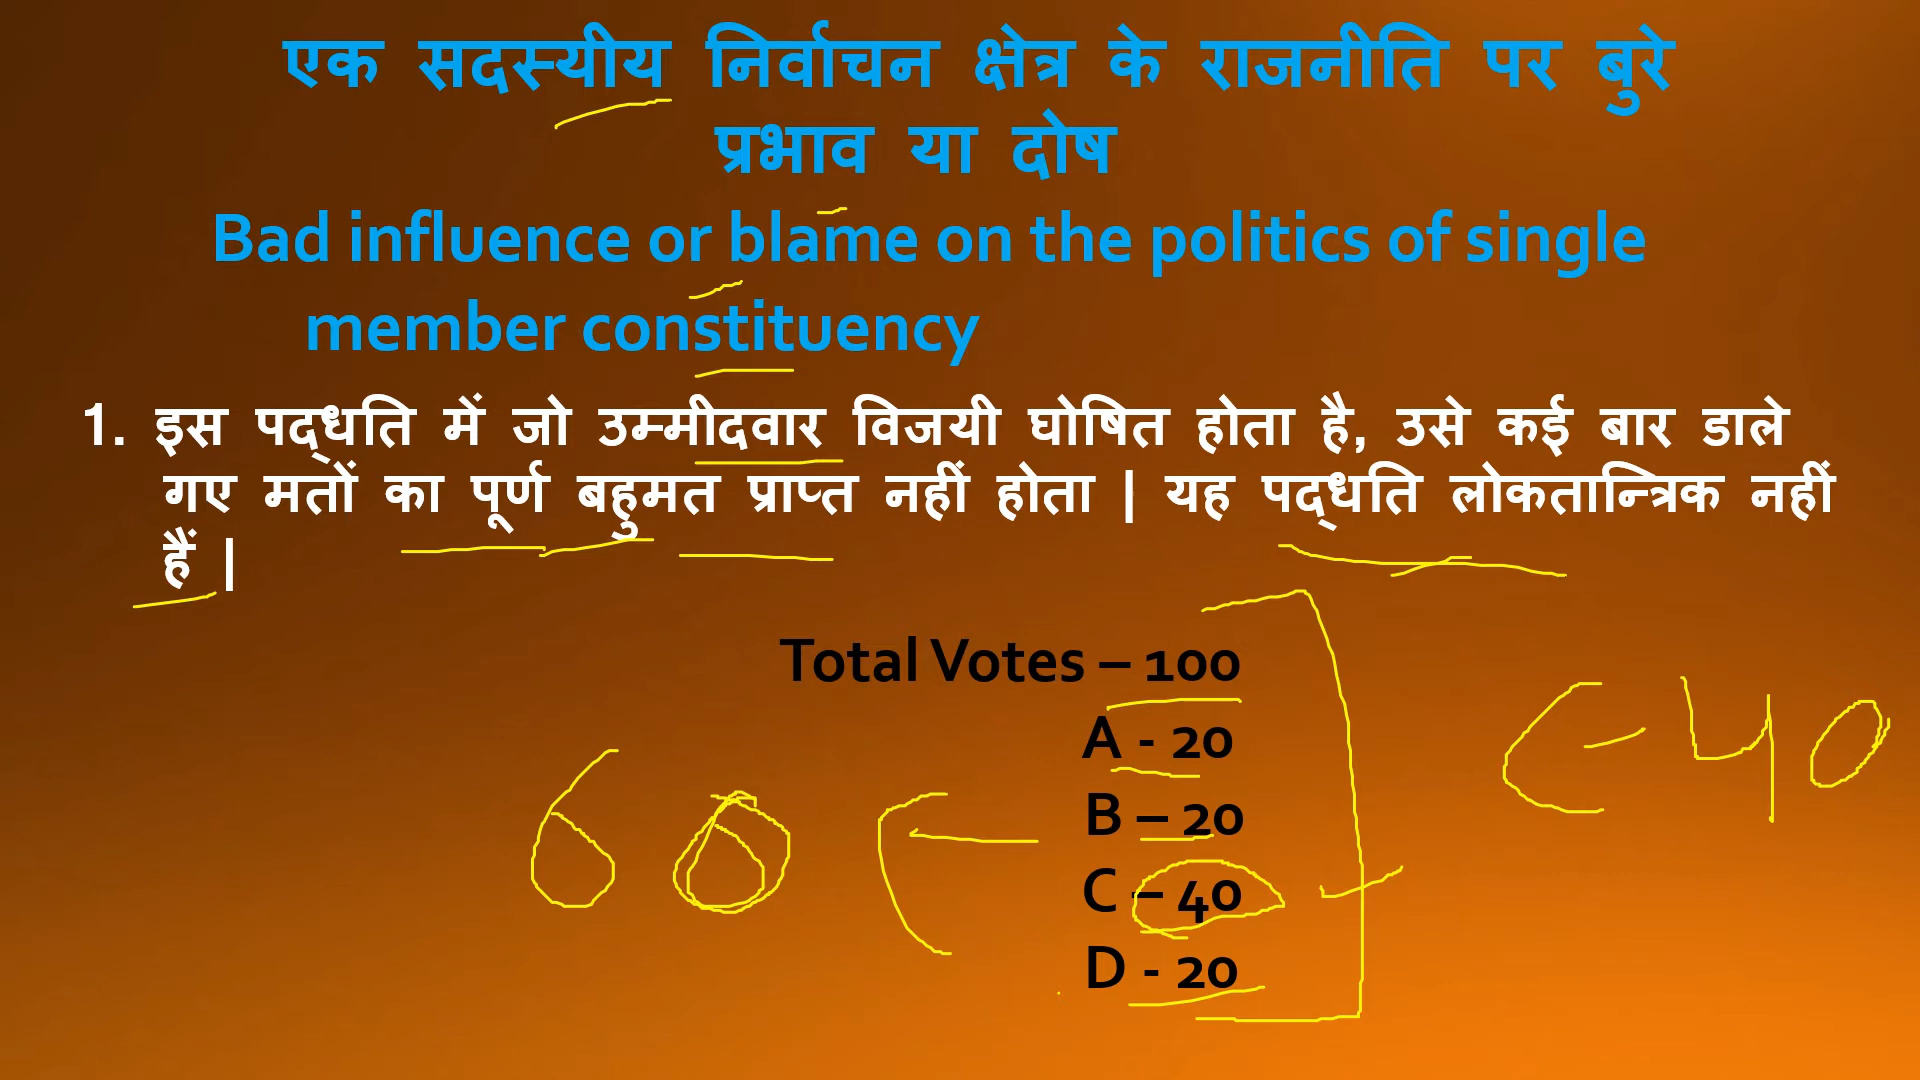 एक सदस्यीय निर्वाचन क्षेत्र के राजनीति पर बुरे
प्रभाव या दोष
Bad influence or blame on the politics of single
member constituency
1. इस पद्धति में जो उम्मीदवार विजयी घोषित होता है, उसे कई बार डाले
गए मतों का पूर्ण बहुमत प्राप्त नहीं होता | यह पद्धति लोकतान्त्रिक नहीं
हैं |
Total Votes – 100
A - 20
B – 20
C – 40
D - 20
60
C - 40